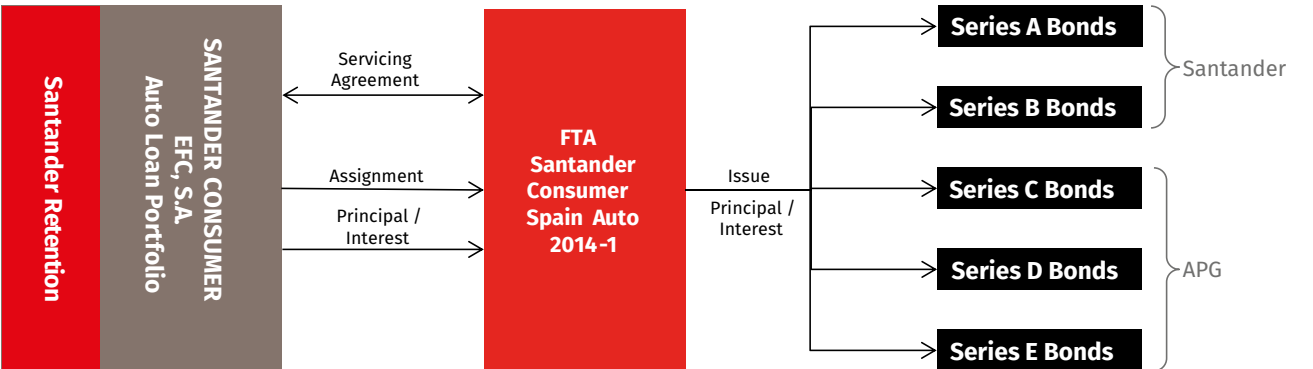 Santander Retention
SANTANDER CONSUMER
EFC, S.A.
Auto Loan Portfolio
Servicing
Agreement
Assignment
Principal /
Interest
FTA
Santander
Consumer
Spain Auto
2014-1
Issue
Principal /
Interest
Series A Bonds
Series B Bonds
Santander
Series C Bonds
Series D Bonds
Series E Bonds
APG